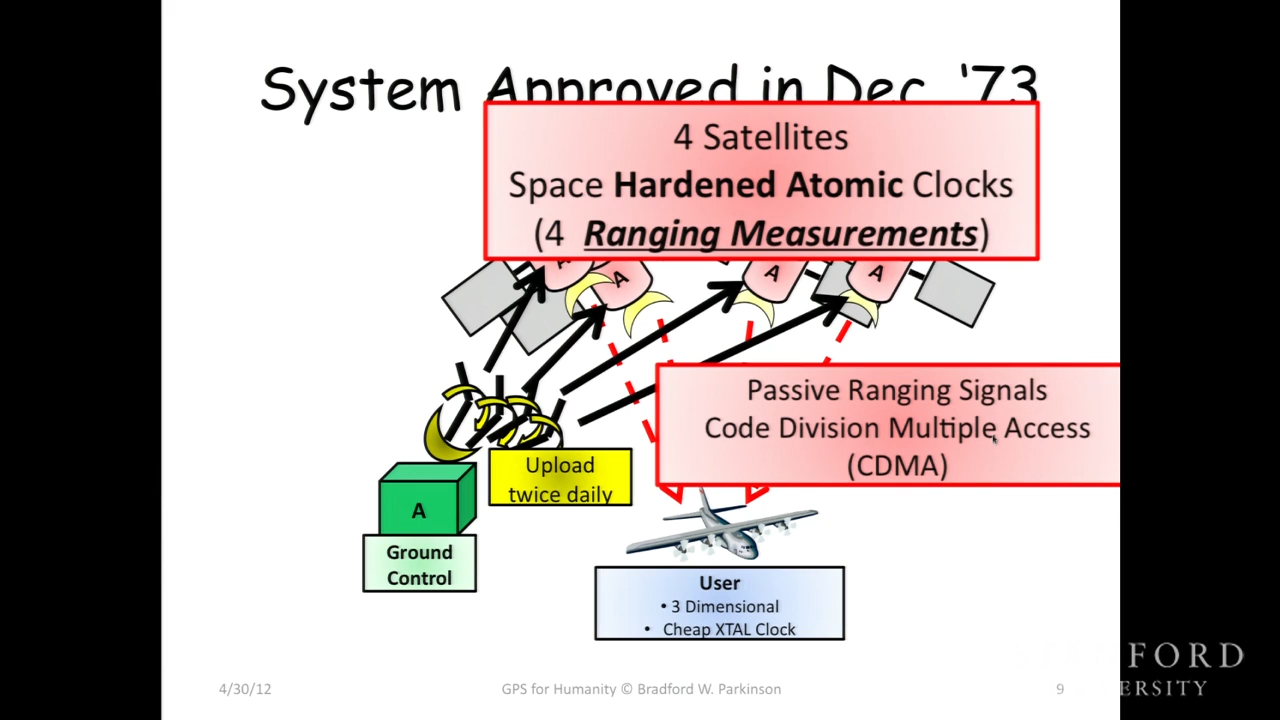 System Approved in Dec. '73
4 Satellites
Space Hardened Atomic Clocks
(4 Ranging Measurements)
A
A
A
A
Passive Ranging Signals
Code Division Multiple Access
(CDMA)
Upload
twice daily
A
Ground
Control
User
• 3 Dimensional
• Cheap XTAL Clock
4/30/12
GPS for Humanity © Bradford W. Parkinson
9
FORD
ERSITY